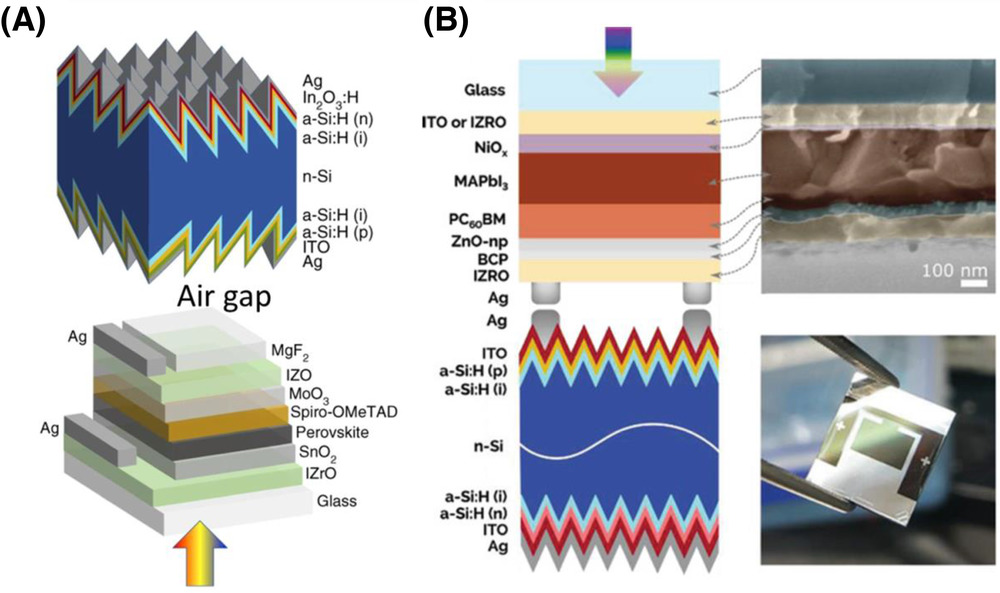 (A)
Ag
In₂O₃:H
a-Si:H (n)
a-Si:H (i)
n-Si
a-Si:H (i)
a-Si:H (p)
ITO
Ag
Air gap
Ag
MgF₂
IZO
MoO₃
Spiro-OMeTAD
Perovskite
Ag
SnO₂
IZrO
Glass
(B)
Glass
ITO or IZRO
NiOₓ
MAPbI₃
PC₆₀BM
ZnO-np
BCP
IZRO
Ag
100 nm
Ag
ITO
a-Si:H (p)
a-Si:H (i)
n-Si
a-Si:H (i)
a-Si:H (n)
ITO
Ag